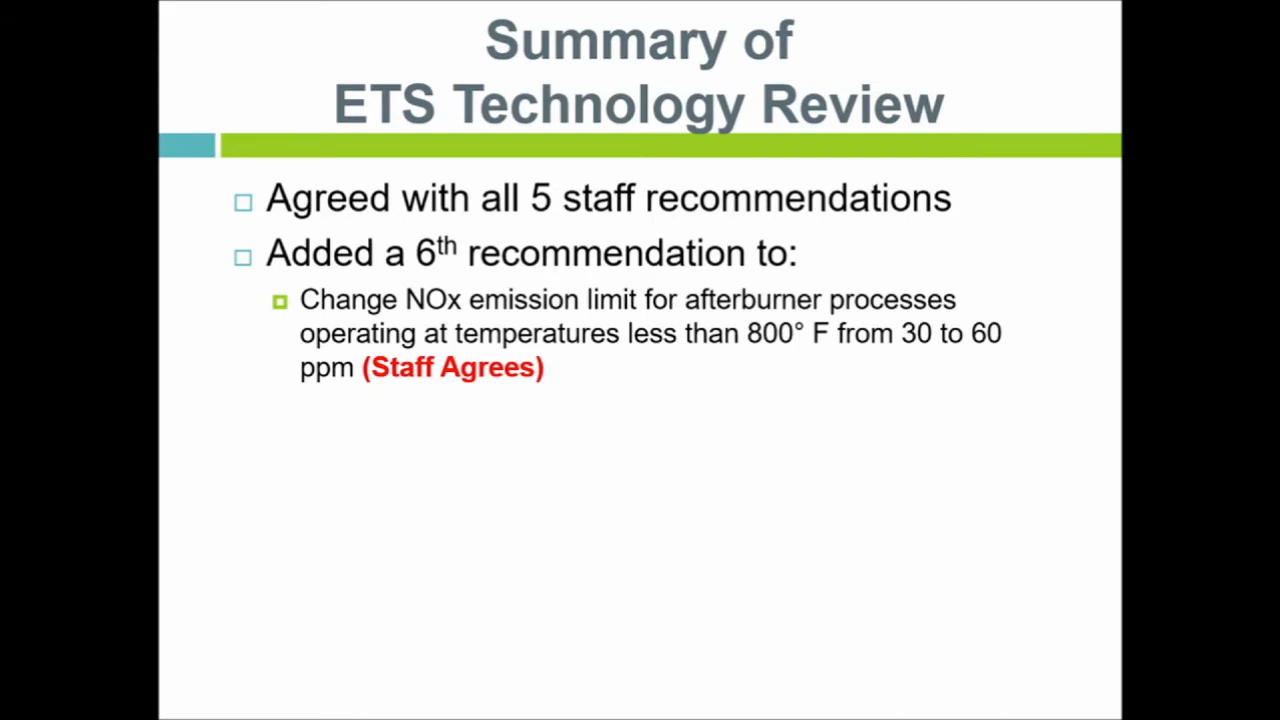 Summary of
ETS Technology Review
Agreed with all 5 staff recommendations
Added a 6th recommendation to:
Change NOx emission limit for afterburner processes
operating at temperatures less than 800° F from 30 to 60
ppm (Staff Agrees)